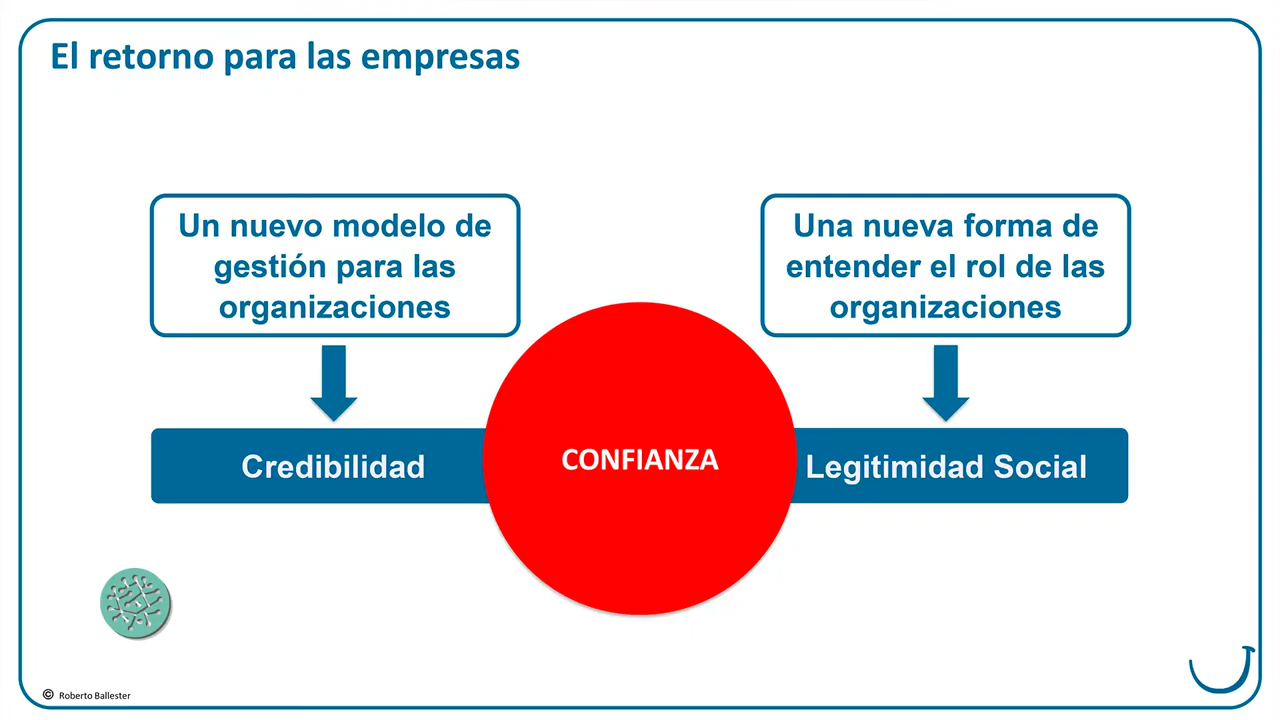 El retorno para las empresas
Un nuevo modelo de
gestión para las
organizaciones
Una nueva forma de
entender el rol de las
organizaciones
Credibilidad
CONFIANZA
Legitimidad Social
© Roberto Ballester